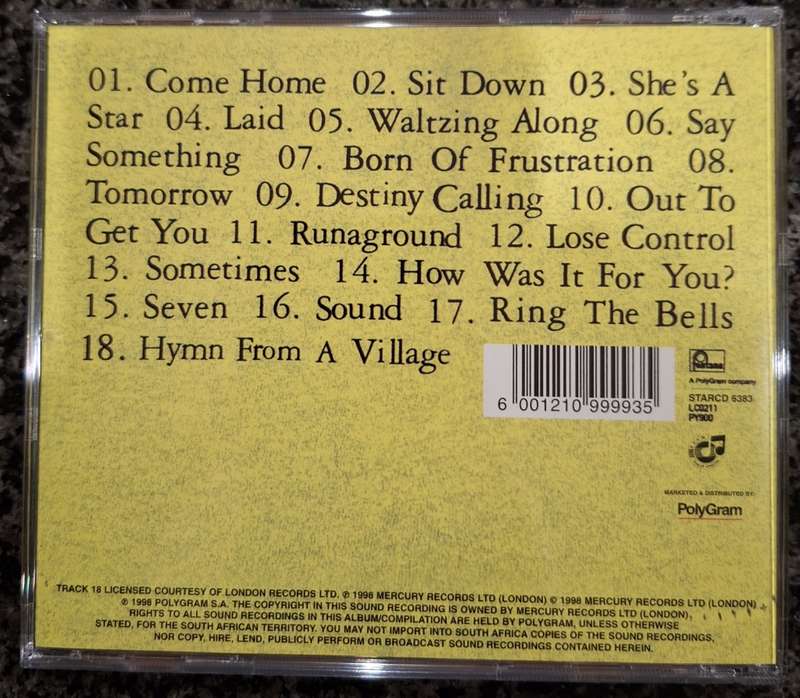 01. Come Home 02. Sit Down 03. She's A
Star 04. Laid 05. Waltzing Along 06. Say
Something 07. Born Of Frustration 08.
Tomorrow 09. Destiny Calling 10. Out To
Get You 11. Runaground 12. Lose Control
13. Sometimes 14. How Was It For You?
15. Seven 16. Sound 17. Ring The Bells
18. Hymn From A Village
6 001210 999935
fontana
A PolyGram company
STARCD 6383
LC0211
PY900
MARKETED & DISTRIBUTED BY:
PolyGram
TRACK 18 LICENSED COURTESY OF LONDON RECORDS LTD. ℗ 1998 MERCURY RECORDS LTD (LONDON) © 1998 MERCURY RECORDS LTD (LONDON)
℗ 1998 POLYGRAM S.A. THE COPYRIGHT IN THIS SOUND RECORDING IS OWNED BY MERCURY RECORDS LTD (LONDON).
RIGHTS TO ALL SOUND RECORDINGS IN THIS ALBUM/COMPILATION ARE HELD BY POLYGRAM, UNLESS OTHERWISE
STATED, FOR THE SOUTH AFRICAN TERRITORY. YOU MAY NOT IMPORT INTO SOUTH AFRICA COPIES OF THE SOUND RECORDINGS,
NOR COPY, HIRE, LEND, PUBLICLY PERFORM OR BROADCAST SOUND RECORDINGS CONTAINED HEREIN.